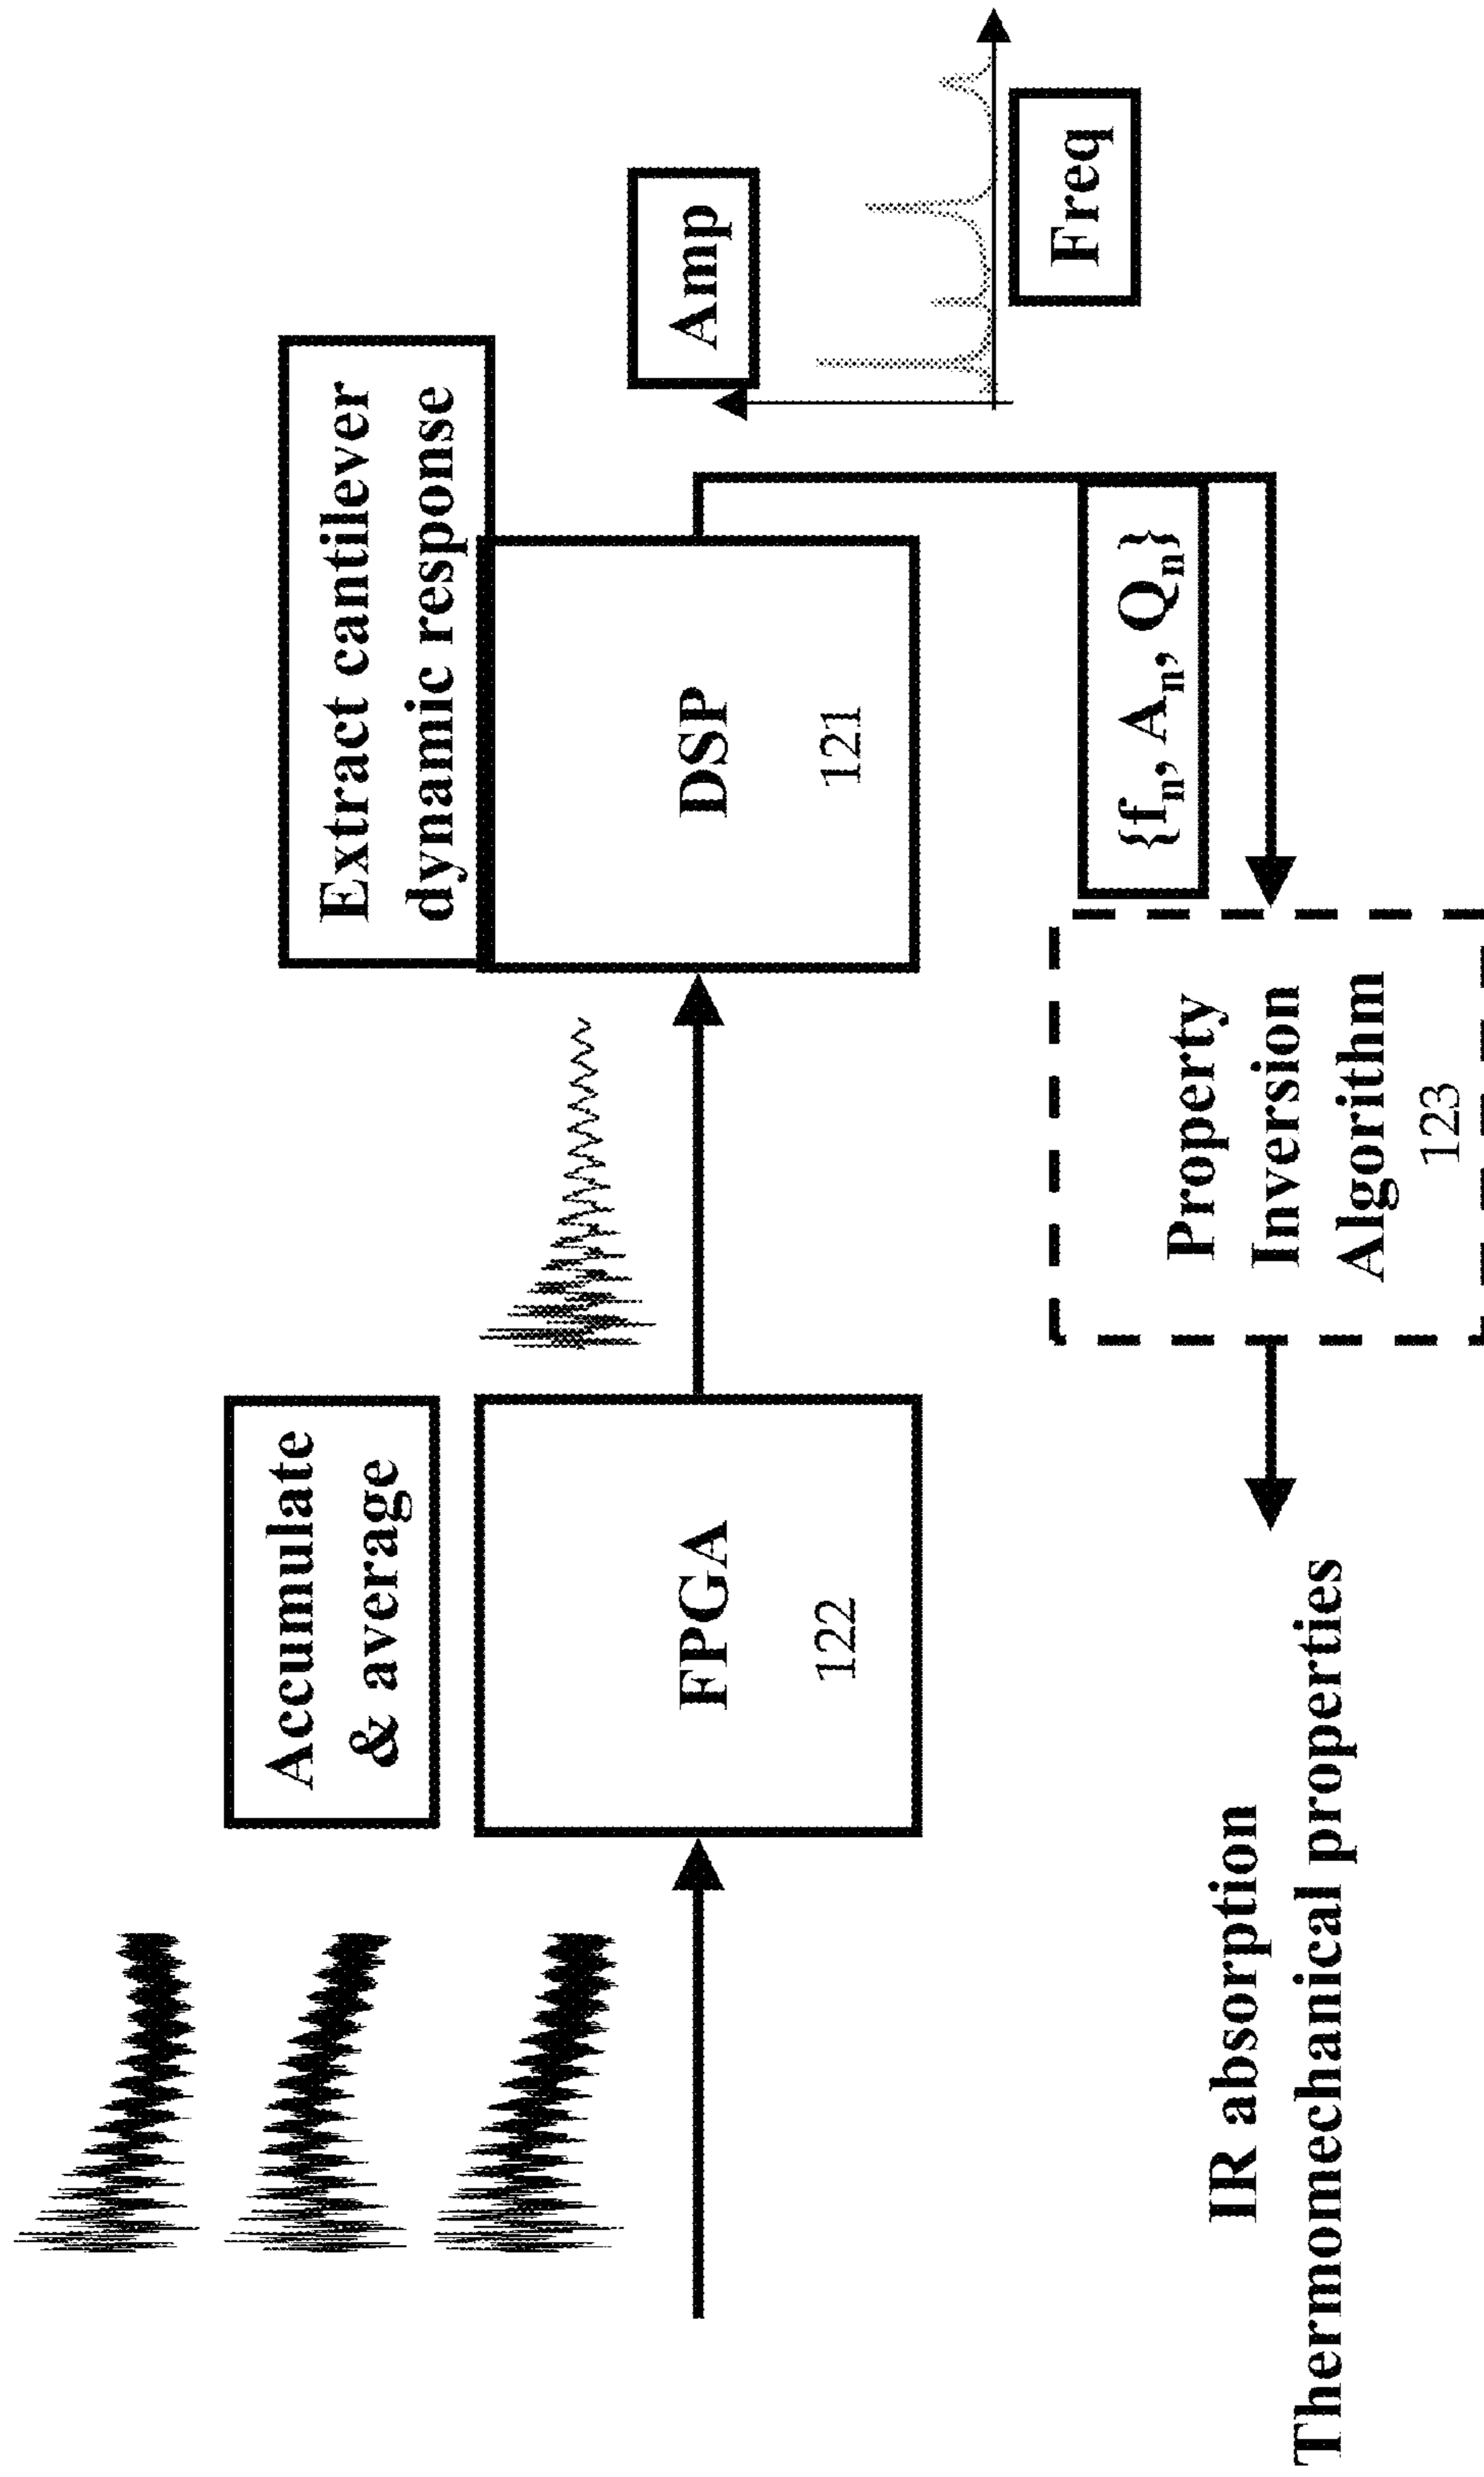 Accumulate
& average
FPGA
122
Extract cantilever
dynamic response
DSP
121
Amp
Freq
{fn, An, Qn}
Property
Inversion
Algorithm
123
IR absorption
Thermomechanical properties